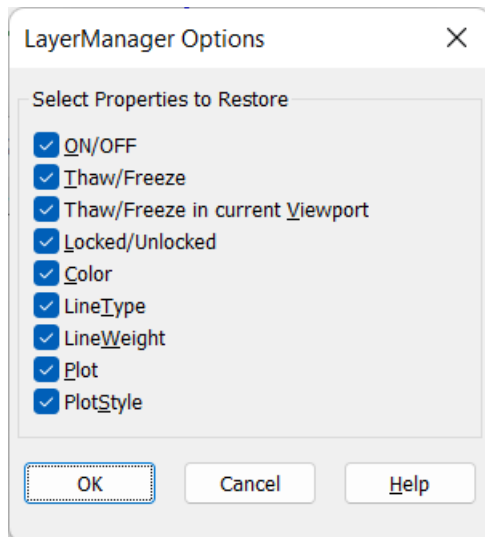 LayerManager Options
Select Properties to Restore
ON/OFF
Thaw/Freeze
Thaw/Freeze in current Viewport
Locked/Unlocked
Color
LineType
LineWeight
Plot
PlotStyle
OK Cancel Help